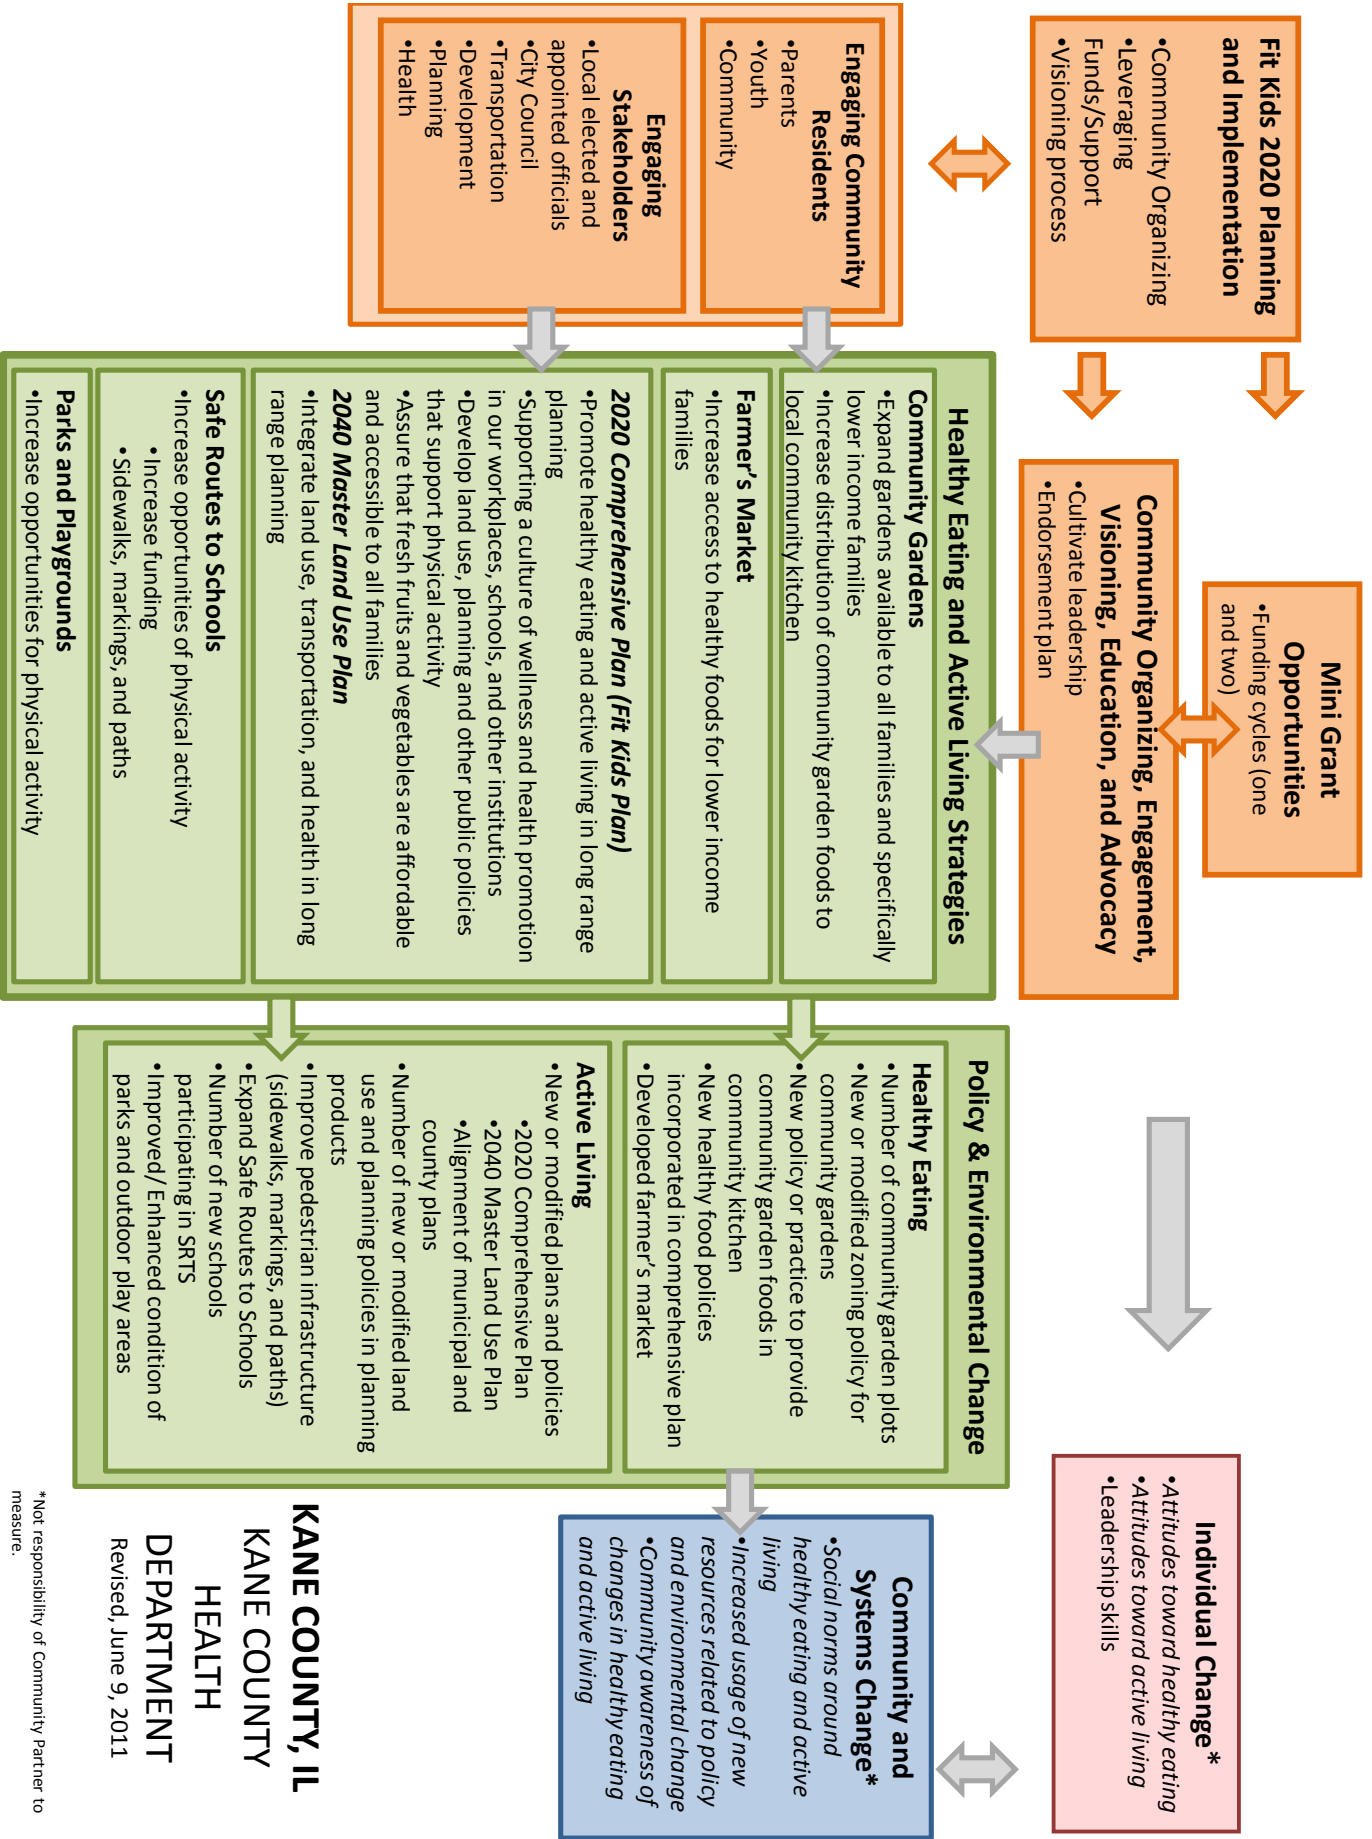 Fit Kids 2020 Planning
and Implementation
•Community Organizing
•Leveraging
Funds/Support
•Visioning process
Engaging Community
Residents
•Parents
•Youth
•Community
Engaging
Stakeholders
•Local elected and
appointed officials
•City Council
•Transportation
•Development
•Planning
•Health
Mini Grant
Opportunities
•Funding cycles (one
and two)
Community Organizing, Engagement,
Visioning, Education, and Advocacy
•Cultivate leadership
•Endorsement plan
Healthy Eating and Active Living Strategies
Community Gardens
•Expand gardens available to all families and specifically
lower income families
•Increase distribution of community garden foods to
local community kitchen
Farmer's Market
•Increase access to healthy foods for lower income
families
2020 Comprehensive Plan (Fit Kids Plan)
•Promote healthy eating and active living in long range
planning
•Supporting a culture of wellness and health promotion
in our workplaces, schools, and other institutions
•Develop land use, planning and other public policies
that support physical activity
•Assure that fresh fruits and vegetables are affordable
and accessible to all families
2040 Master Land Use Plan
•Integrate land use, transportation, and health in long
range planning
Safe Routes to Schools
•Increase opportunities of physical activity
•Increase funding
•Sidewalks, markings, and paths
Parks and Playgrounds
•Increase opportunities for physical activity
Policy & Environmental Change
Healthy Eating
•Number of community garden plots
•New or modified zoning policy for
community gardens
•New policy or practice to provide
community garden foods in
community kitchen
•New healthy food policies
incorporated in comprehensive plan
•Developed farmer's market
Active Living
•New or modified plans and policies
•2020 Comprehensive Plan
•2040 Master Land Use Plan
•Alignment of municipal and
county plans
•Number of new or modified land
use and planning policies in planning
products
•Improve pedestrian infrastructure
(sidewalks, markings, and paths)
•Expand Safe Routes to Schools
•Number of new schools
participating in SRTS
•Improved/ Enhanced condition of
parks and outdoor play areas
Individual Change*
•Attitudes toward healthy eating
•Attitudes toward active living
•Leadership skills
Community and
Systems Change*
•Social norms around
healthy eating and active
living
•Increased usage of new
resources related to policy
and environmental change
•Community awareness of
changes in healthy eating
and active living
KANE COUNTY, IL
KANE COUNTY
HEALTH
DEPARTMENT
Revised, June 9, 2011
*Not responsibility of Community Partner to
measure.